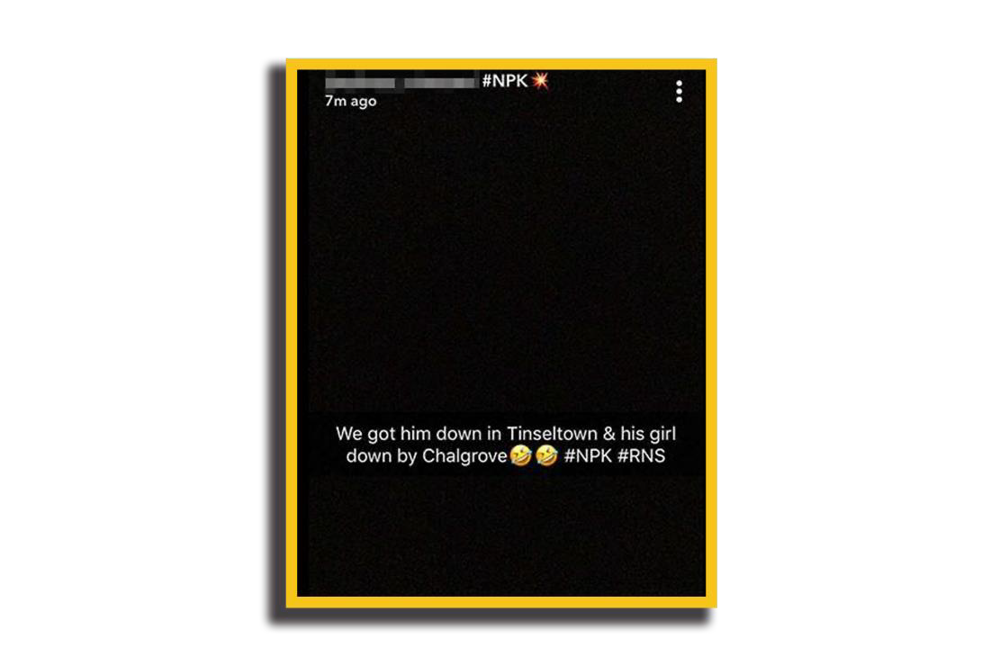 #NPK💥
7m ago
We got him down in Tinseltown & his girl
down by Chalgrove🤣🤣 #NPK #RNS